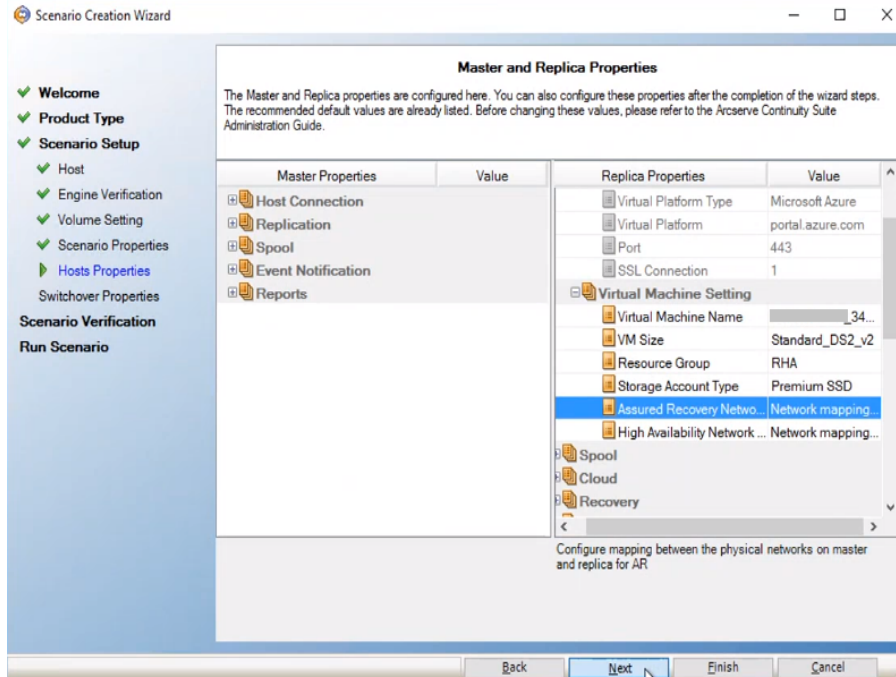 Scenario Creation Wizard
Welcome
Product Type
Scenario Setup
Host
Engine Verification
Volume Setting
Scenario Properties
Hosts Properties
Switchover Properties
Scenario Verification
Run Scenario
Master and Replica Properties
The Master and Replica properties are configured here. You can also configure these properties after the completion of the wizard steps.
The recommended default values are already listed. Before changing these values, please refer to the Arcserve Continuity Suite
Administration Guide.
Master Properties Value
Host Connection
Replication
Spool
Event Notification
Reports
Replica Properties Value
Virtual Platform Type Microsoft Azure
Virtual Platform portal.azure.com
Port 443
SSL Connection 1
Virtual Machine Setting
Virtual Machine Name _34...
VM Size Standard_DS2_v2
Resource Group RHA
Storage Account Type Premium SSD
Assured Recovery Netwo... Network mapping...
High Availability Network ... Network mapping...
Spool
Cloud
Recovery
Configure mapping between the physical networks on master
and replica for AR
Back Next Finish Cancel